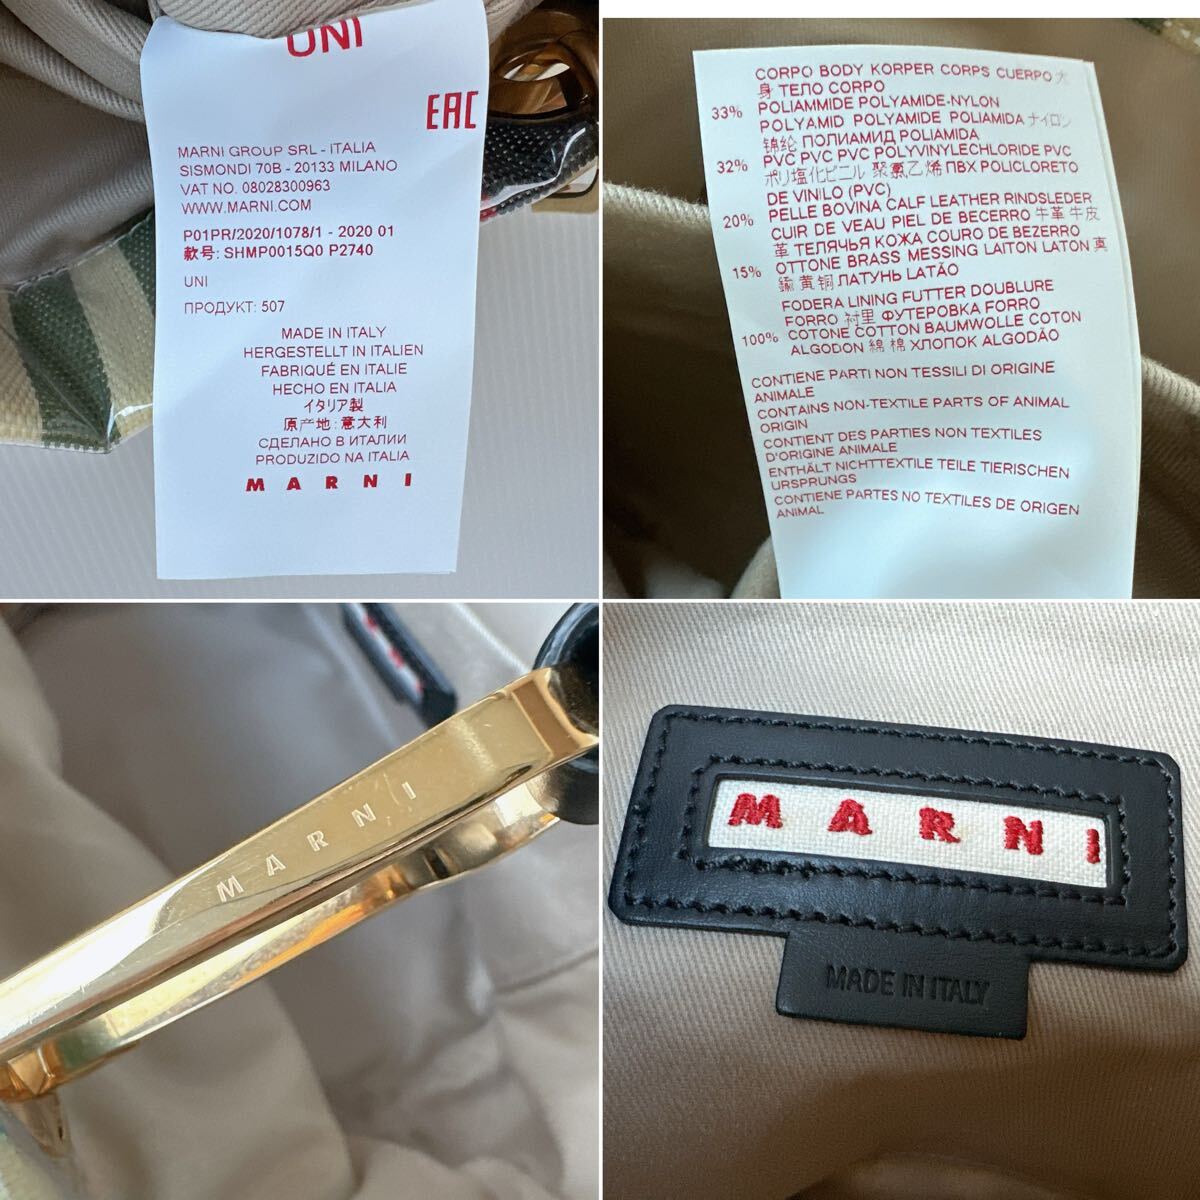 UNI
EAC
MARNI GROUP SRL - ITALIA
SISMONDI 70B - 20133 MILANO
VAT NO. 08028300963
WWW.MARNI.COM
P01PR/2020/1078/1 - 2020 01
款号: SHMP0015Q0 P2740
UNI
ПРОДУКТ: 507
MADE IN ITALY
HERGESTELLT IN ITALIEN
FABRIQUÉ EN ITALIE
HECHO EN ITALIA
イタリア製
原产地: 意大利
СДЕЛАНО В ИТАЛИИ
PRODUZIDO NA ITALIA
MARNI
CORPO BODY KORPER CORPS CUERPO 大
身 ТЕЛО CORPO
33% POLIAMMIDE POLYAMIDE-NYLON
POLYAMID POLYAMIDE POLIAMIDA ナイロン
锦纶 ПОЛИАМИД POLIAMIDA
32% PVC PVC PVC POLYVINYLECHLORIDE PVC
ポリ塩化ビニル 聚氯乙烯 ПВХ POLICLORETO
DE VINILO (PVC)
20% PELLE BOVINA CALF LEATHER RINDSLEDER
CUIR DE VEAU PIEL DE BECERRO 牛革 牛皮
革 ТЕЛЯЧЬЯ КОЖА COURO DE BEZERRO
15% OTTONE BRASS MESSING LAITON LATON 真
鍮 黄铜 ЛАТУНЬ LATÃO
FODERA LINING FUTTER DOUBLURE
FORRO 衬里 ФУТЕРОВКА FORRO
100% COTONE COTTON BAUMWOLLE COTON
ALGODON 綿 棉 ХЛОПОК ALGODÃO
CONTIENE PARTI NON TESSILI DI ORIGINE
ANIMALE
CONTAINS NON-TEXTILE PARTS OF ANIMAL
ORIGIN
CONTIENT DES PARTIES NON TEXTILES
D'ORIGINE ANIMALE
ENTHÄLT NICHTTEXTILE TEILE TIERISCHEN
URSPRUNGS
CONTIENE PARTES NO TEXTILES DE ORIGEN
ANIMAL
MARNI
MARNI
MADE IN ITALY